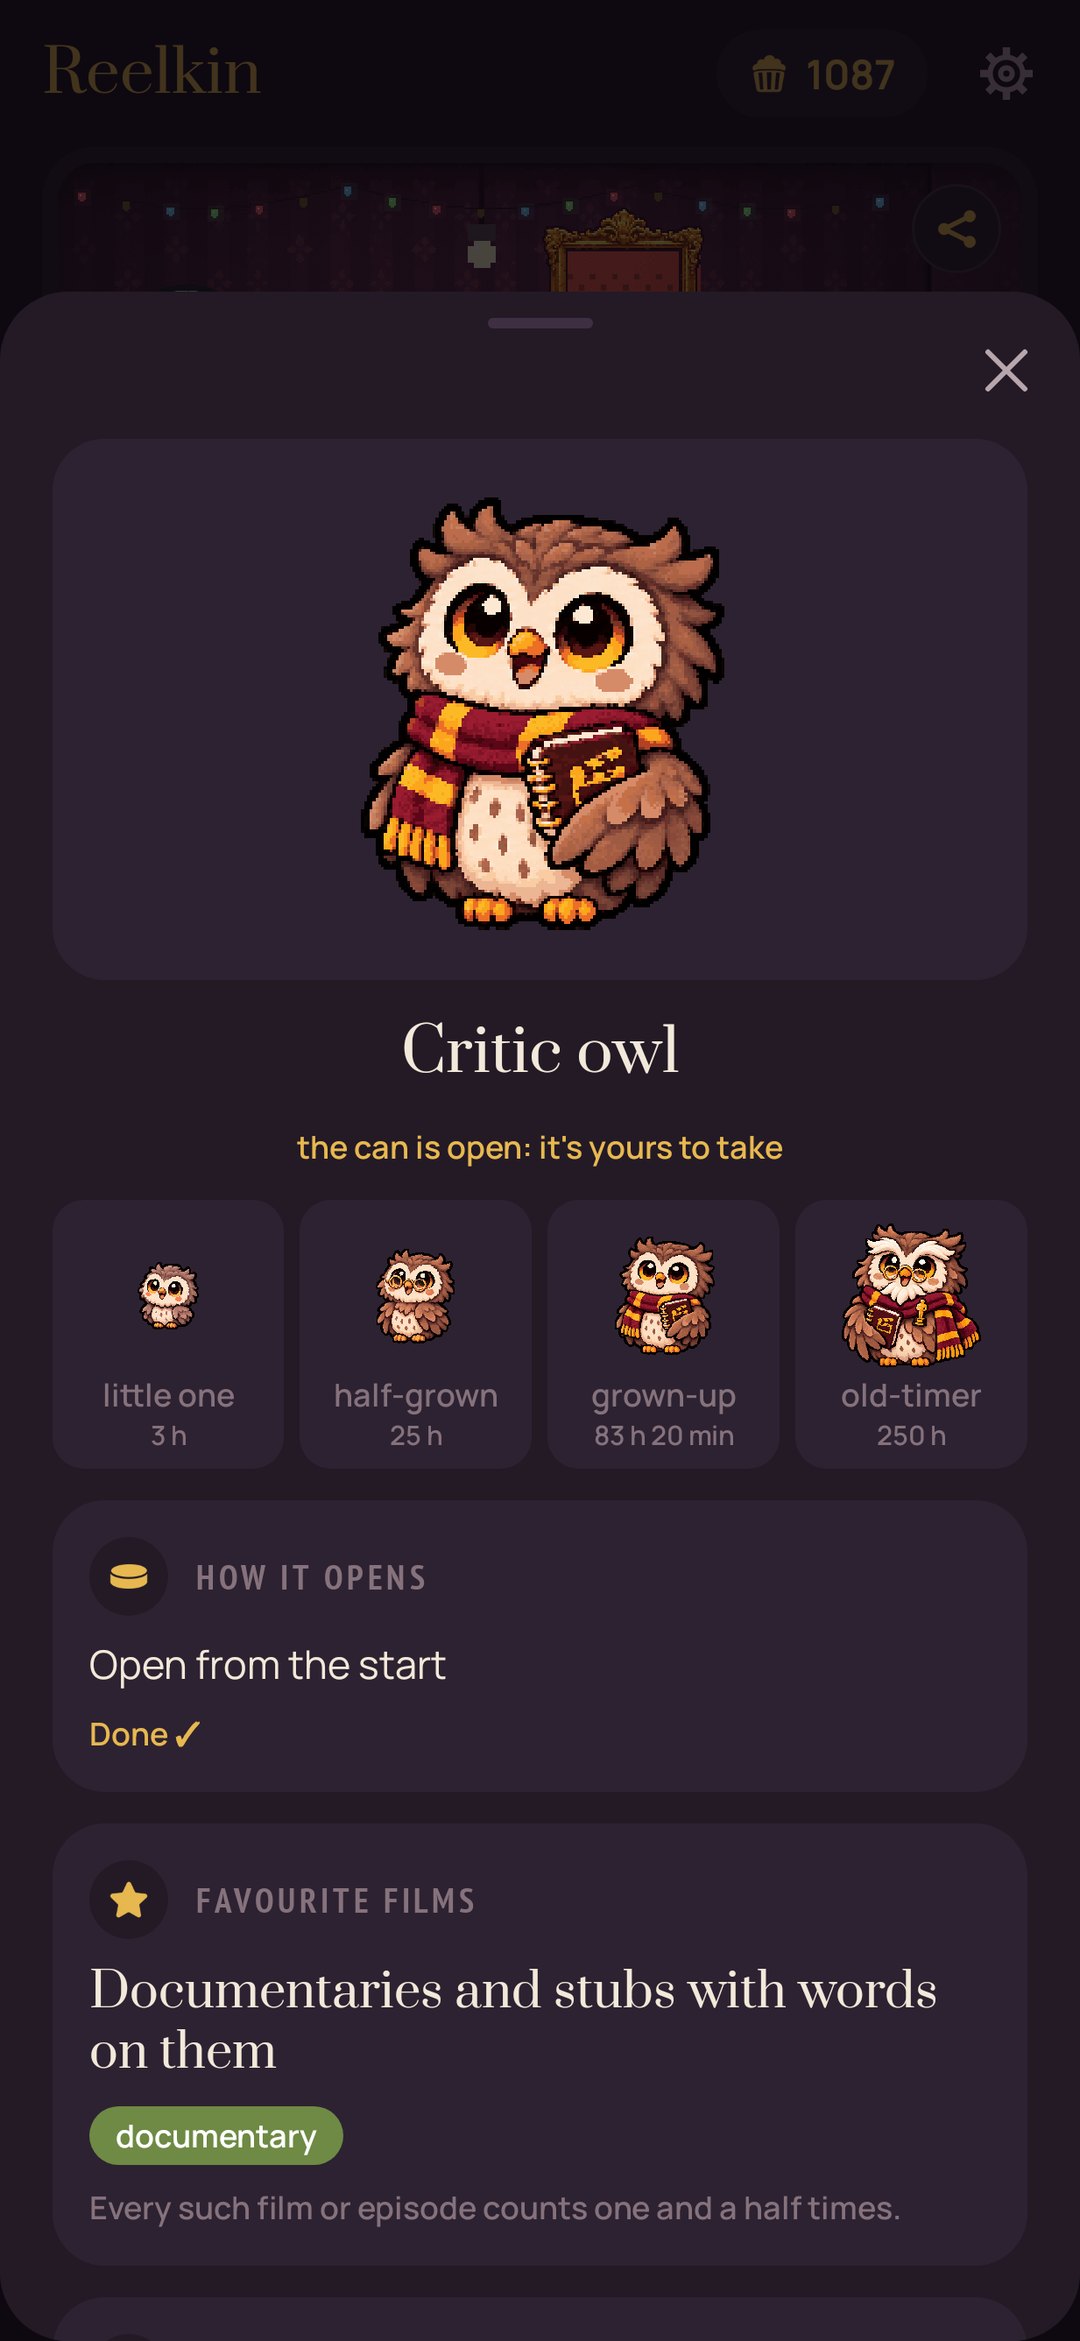 Reelkin
1087
Critic owl
the can is open: it's yours to take
little one
3 h
half-grown
25 h
grown-up
83 h 20 min
old-timer
250 h
HOW IT OPENS
Open from the start
Done ✓
FAVOURITE FILMS
Documentaries and stubs with words
on them
documentary
Every such film or episode counts one and a half times.